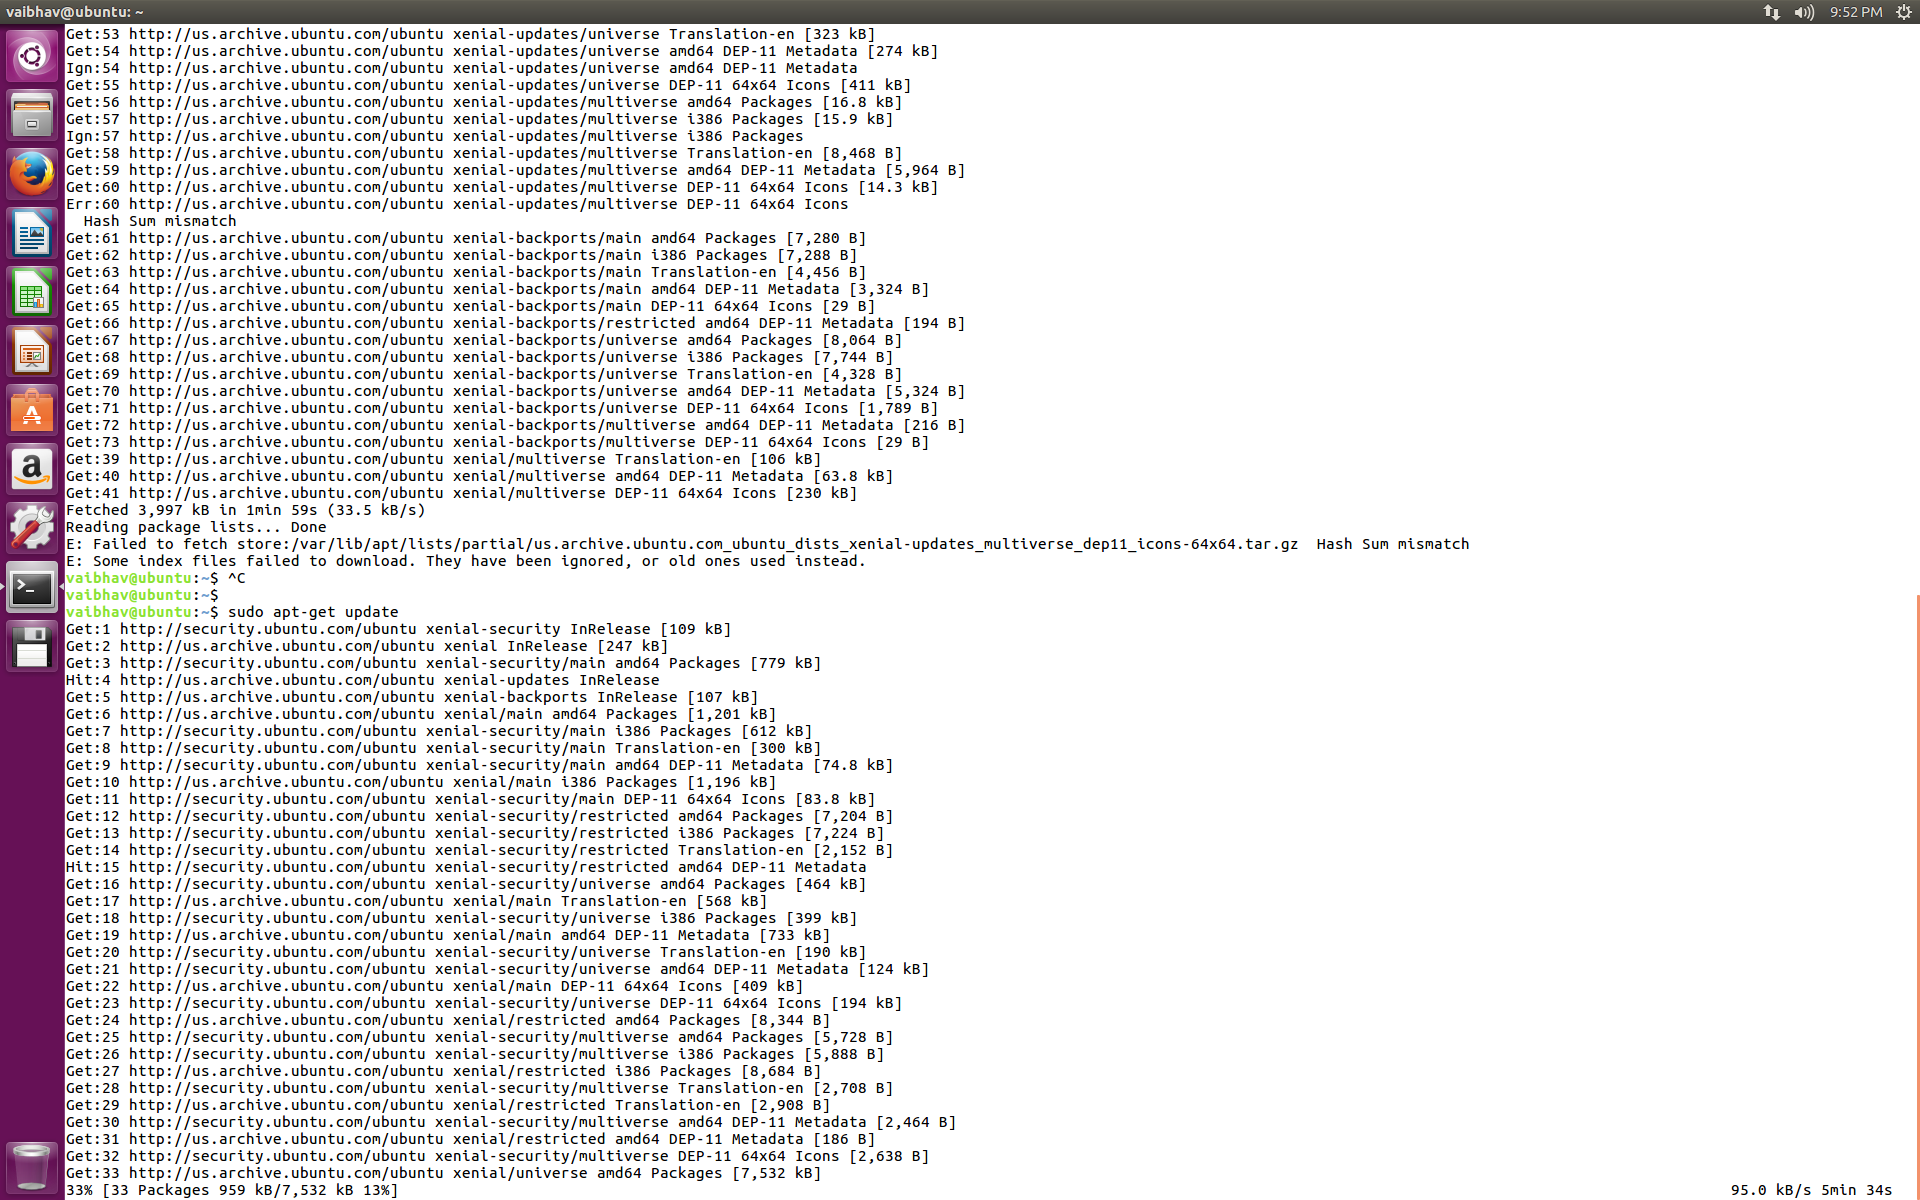 vaibhav@ubuntu: ~
9:52 PM
Get:53 http://us.archive.ubuntu.com/ubuntu xenial-updates/universe Translation-en [323 kB]
Get:54 http://us.archive.ubuntu.com/ubuntu xenial-updates/universe amd64 DEP-11 Metadata [274 kB]
Ign:54 http://us.archive.ubuntu.com/ubuntu xenial-updates/universe amd64 DEP-11 Metadata
Get:55 http://us.archive.ubuntu.com/ubuntu xenial-updates/universe DEP-11 64x64 Icons [411 kB]
Get:56 http://us.archive.ubuntu.com/ubuntu xenial-updates/multiverse amd64 Packages [16.8 kB]
Get:57 http://us.archive.ubuntu.com/ubuntu xenial-updates/multiverse i386 Packages [15.9 kB]
Ign:57 http://us.archive.ubuntu.com/ubuntu xenial-updates/multiverse i386 Packages
Get:58 http://us.archive.ubuntu.com/ubuntu xenial-updates/multiverse Translation-en [8,468 B]
Get:59 http://us.archive.ubuntu.com/ubuntu xenial-updates/multiverse amd64 DEP-11 Metadata [5,964 B]
Get:60 http://us.archive.ubuntu.com/ubuntu xenial-updates/multiverse DEP-11 64x64 Icons [14.3 kB]
Err:60 http://us.archive.ubuntu.com/ubuntu xenial-updates/multiverse DEP-11 64x64 Icons
  Hash Sum mismatch
Get:61 http://us.archive.ubuntu.com/ubuntu xenial-backports/main amd64 Packages [7,280 B]
Get:62 http://us.archive.ubuntu.com/ubuntu xenial-backports/main i386 Packages [7,288 B]
Get:63 http://us.archive.ubuntu.com/ubuntu xenial-backports/main Translation-en [4,456 B]
Get:64 http://us.archive.ubuntu.com/ubuntu xenial-backports/main amd64 DEP-11 Metadata [3,324 B]
Get:65 http://us.archive.ubuntu.com/ubuntu xenial-backports/main DEP-11 64x64 Icons [29 B]
Get:66 http://us.archive.ubuntu.com/ubuntu xenial-backports/restricted amd64 DEP-11 Metadata [194 B]
Get:67 http://us.archive.ubuntu.com/ubuntu xenial-backports/universe amd64 Packages [8,064 B]
Get:68 http://us.archive.ubuntu.com/ubuntu xenial-backports/universe i386 Packages [7,744 B]
Get:69 http://us.archive.ubuntu.com/ubuntu xenial-backports/universe Translation-en [4,328 B]
Get:70 http://us.archive.ubuntu.com/ubuntu xenial-backports/universe amd64 DEP-11 Metadata [5,324 B]
Get:71 http://us.archive.ubuntu.com/ubuntu xenial-backports/universe DEP-11 64x64 Icons [1,789 B]
Get:72 http://us.archive.ubuntu.com/ubuntu xenial-backports/multiverse amd64 DEP-11 Metadata [216 B]
Get:73 http://us.archive.ubuntu.com/ubuntu xenial-backports/multiverse DEP-11 64x64 Icons [29 B]
Get:39 http://us.archive.ubuntu.com/ubuntu xenial/multiverse Translation-en [106 kB]
Get:40 http://us.archive.ubuntu.com/ubuntu xenial/multiverse amd64 DEP-11 Metadata [63.8 kB]
Get:41 http://us.archive.ubuntu.com/ubuntu xenial/multiverse DEP-11 64x64 Icons [230 kB]
Fetched 3,997 kB in 1min 59s (33.5 kB/s)
Reading package lists... Done
E: Failed to fetch store:/var/lib/apt/lists/partial/us.archive.ubuntu.com_ubuntu_dists_xenial-updates_multiverse_dep11_icons-64x64.tar.gz  Hash Sum mismatch
E: Some index files failed to download. They have been ignored, or old ones used instead.
vaibhav@ubuntu:~$ ^C
vaibhav@ubuntu:~$
vaibhav@ubuntu:~$ sudo apt-get update
Get:1 http://security.ubuntu.com/ubuntu xenial-security InRelease [109 kB]
Get:2 http://us.archive.ubuntu.com/ubuntu xenial InRelease [247 kB]
Get:3 http://security.ubuntu.com/ubuntu xenial-security/main amd64 Packages [779 kB]
Hit:4 http://us.archive.ubuntu.com/ubuntu xenial-updates InRelease
Get:5 http://us.archive.ubuntu.com/ubuntu xenial-backports InRelease [107 kB]
Get:6 http://us.archive.ubuntu.com/ubuntu xenial/main amd64 Packages [1,201 kB]
Get:7 http://security.ubuntu.com/ubuntu xenial-security/main i386 Packages [612 kB]
Get:8 http://security.ubuntu.com/ubuntu xenial-security/main Translation-en [300 kB]
Get:9 http://security.ubuntu.com/ubuntu xenial-security/main amd64 DEP-11 Metadata [74.8 kB]
Get:10 http://us.archive.ubuntu.com/ubuntu xenial/main i386 Packages [1,196 kB]
Get:11 http://security.ubuntu.com/ubuntu xenial-security/main DEP-11 64x64 Icons [83.8 kB]
Get:12 http://security.ubuntu.com/ubuntu xenial-security/restricted amd64 Packages [7,204 B]
Get:13 http://security.ubuntu.com/ubuntu xenial-security/restricted i386 Packages [7,224 B]
Get:14 http://security.ubuntu.com/ubuntu xenial-security/restricted Translation-en [2,152 B]
Hit:15 http://security.ubuntu.com/ubuntu xenial-security/restricted amd64 DEP-11 Metadata
Get:16 http://security.ubuntu.com/ubuntu xenial-security/universe amd64 Packages [464 kB]
Get:17 http://us.archive.ubuntu.com/ubuntu xenial/main Translation-en [568 kB]
Get:18 http://security.ubuntu.com/ubuntu xenial-security/universe i386 Packages [399 kB]
Get:19 http://us.archive.ubuntu.com/ubuntu xenial/main amd64 DEP-11 Metadata [733 kB]
Get:20 http://security.ubuntu.com/ubuntu xenial-security/universe Translation-en [190 kB]
Get:21 http://security.ubuntu.com/ubuntu xenial-security/universe amd64 DEP-11 Metadata [124 kB]
Get:22 http://us.archive.ubuntu.com/ubuntu xenial/main DEP-11 64x64 Icons [409 kB]
Get:23 http://security.ubuntu.com/ubuntu xenial-security/universe DEP-11 64x64 Icons [194 kB]
Get:24 http://us.archive.ubuntu.com/ubuntu xenial/restricted amd64 Packages [8,344 B]
Get:25 http://security.ubuntu.com/ubuntu xenial-security/multiverse amd64 Packages [5,728 B]
Get:26 http://security.ubuntu.com/ubuntu xenial-security/multiverse i386 Packages [5,888 B]
Get:27 http://us.archive.ubuntu.com/ubuntu xenial/restricted i386 Packages [8,684 B]
Get:28 http://security.ubuntu.com/ubuntu xenial-security/multiverse Translation-en [2,708 B]
Get:29 http://us.archive.ubuntu.com/ubuntu xenial/restricted Translation-en [2,908 B]
Get:30 http://security.ubuntu.com/ubuntu xenial-security/multiverse amd64 DEP-11 Metadata [2,464 B]
Get:31 http://us.archive.ubuntu.com/ubuntu xenial/restricted amd64 DEP-11 Metadata [186 B]
Get:32 http://security.ubuntu.com/ubuntu xenial-security/multiverse DEP-11 64x64 Icons [2,638 B]
Get:33 http://us.archive.ubuntu.com/ubuntu xenial/universe amd64 Packages [7,532 kB]
33% [33 Packages 959 kB/7,532 kB 13%] 95.0 kB/s 5min 34s